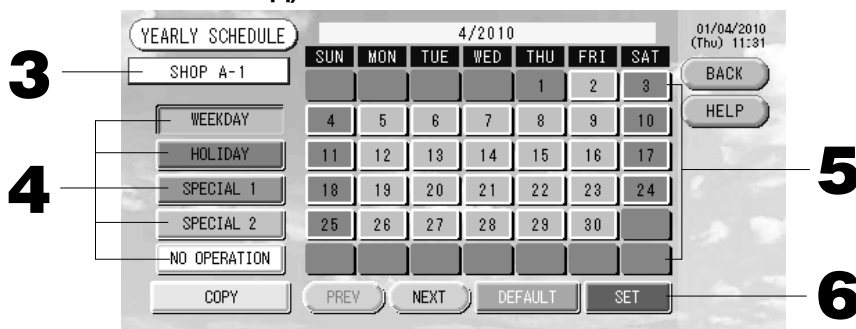 YEARLY SCHEDULE 4/2010 01/04/2010
(Thu) 11:31
3 SHOP A-1 SUN MON TUE WED THU FRI SAT BACK
1 2 3
HELP
WEEKDAY 4 5 6 7 8 9 10
HOLIDAY 11 12 13 14 15 16 17
4 SPECIAL 1 18 19 20 21 22 23 24 5
SPECIAL 2 25 26 27 28 29 30
NO OPERATION
COPY PREV NEXT DEFAULT SET 6